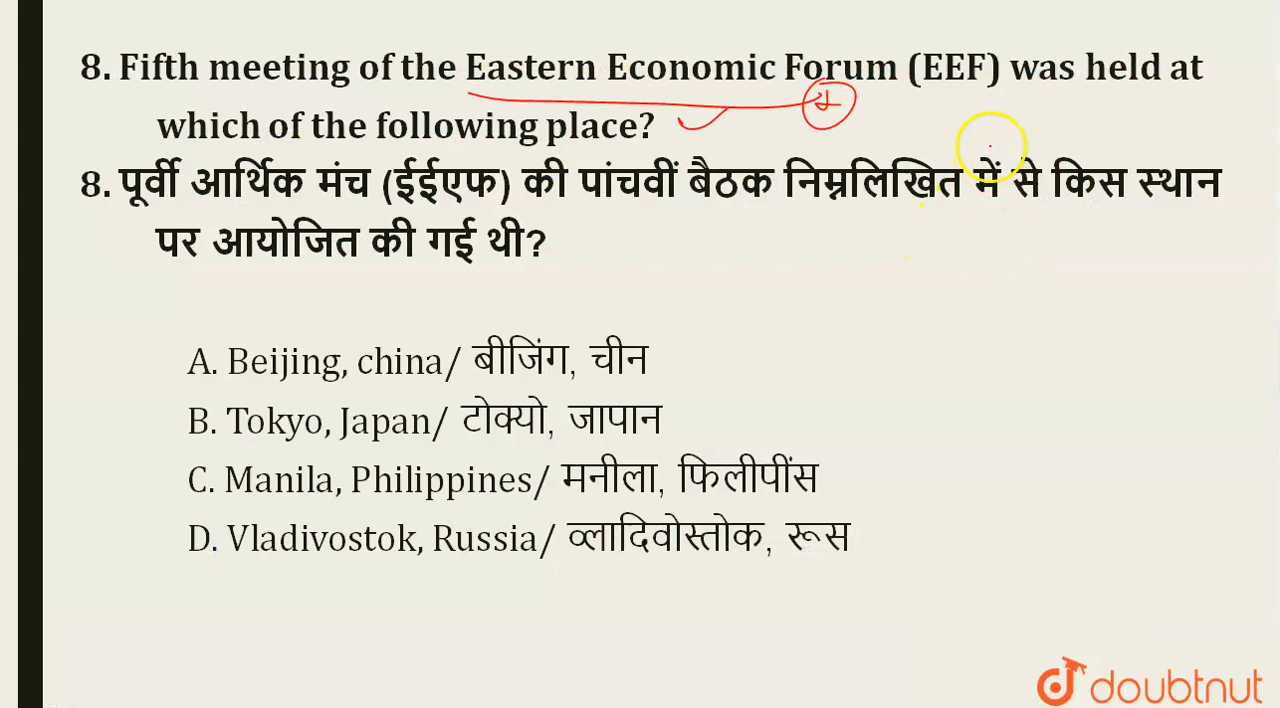 8. Fifth meeting of the Eastern Economic Forum (EEF) was held at
which of the following place?
8. पूर्वी आर्थिक मंच (ईईएफ) की पांचवीं बैठक निम्नलिखित में से किस स्थान
पर आयोजित की गई थी?
A. Beijing, china/ बीजिंग, चीन
B. Tokyo, Japan/ टोक्यो, जापान
C. Manila, Philippines/ मनीला, फिलीपींस
D. Vladivostok, Russia/ व्लादिवोस्तोक, रूस
doubtnut